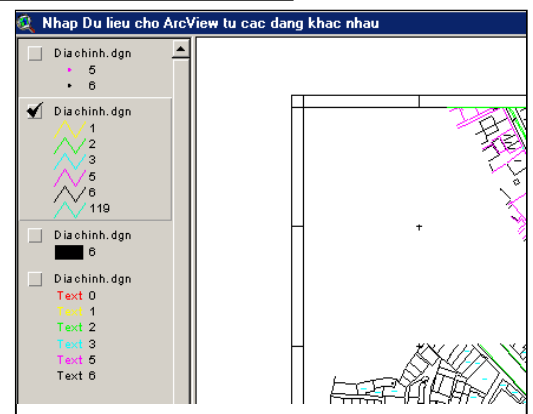 Nhap Du lieu cho ArcView tu cac dang khac nhau
Diachinh.dgn
5
6
Diachinh.dgn
1
2
3
5
6
119
Diachinh.dgn
6
Diachinh.dgn
Text 0
Text 1
Text 2
Text 3
Text 5
Text 6